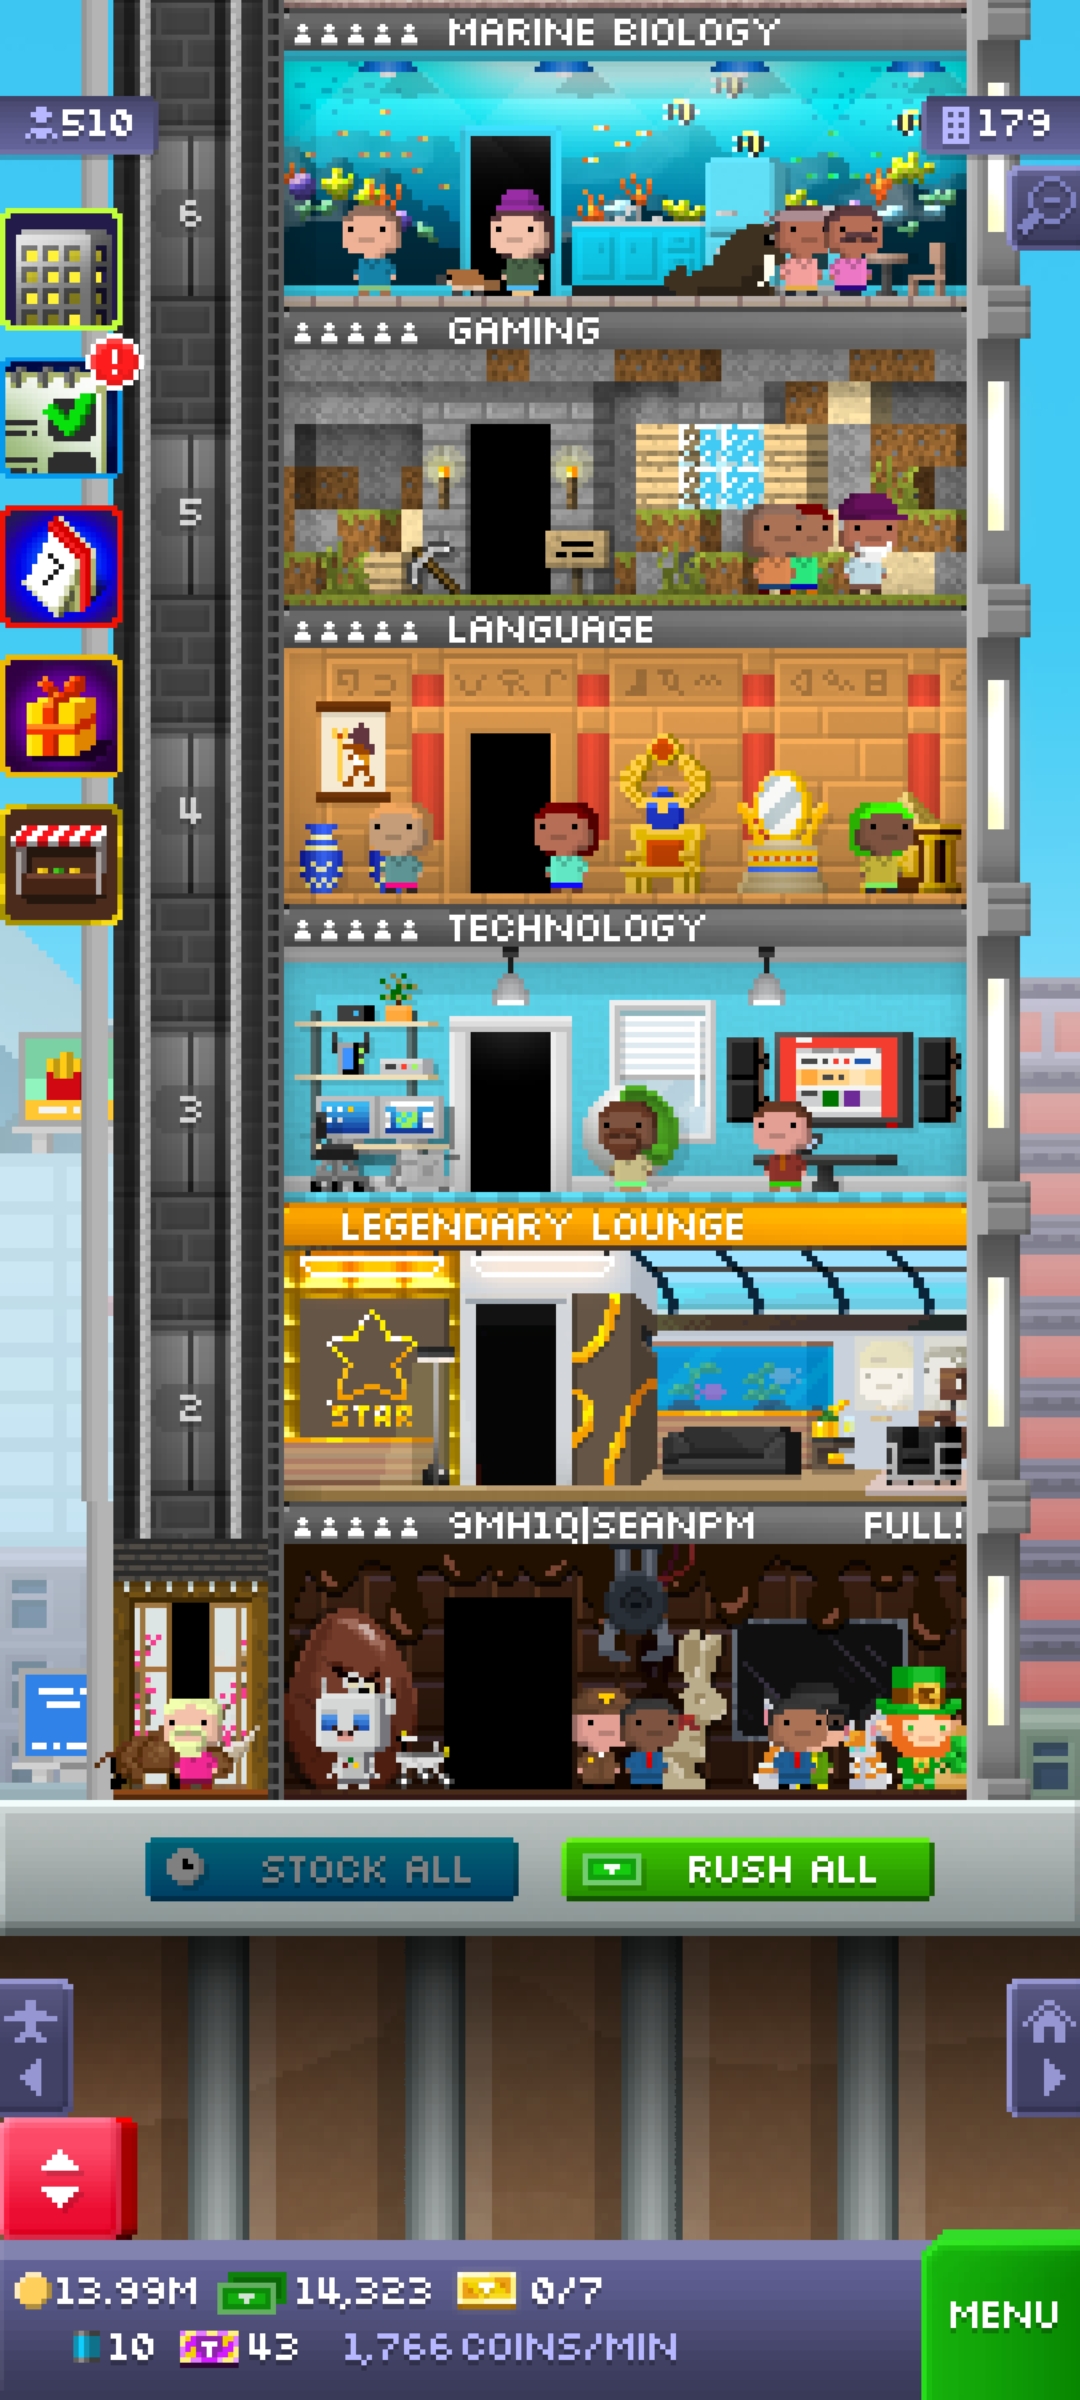 MARINE BIOLOGY
510
179
6
GAMING
5
LANGUAGE
4
TECHNOLOGY
3
LEGENDARY LOUNGE
STAR
2
9MH1Q|SEANPM FULL!
STOCK ALL
RUSH ALL
13.99M 14,323 0/7
10 43 1,766 COINS/MIN
MENU